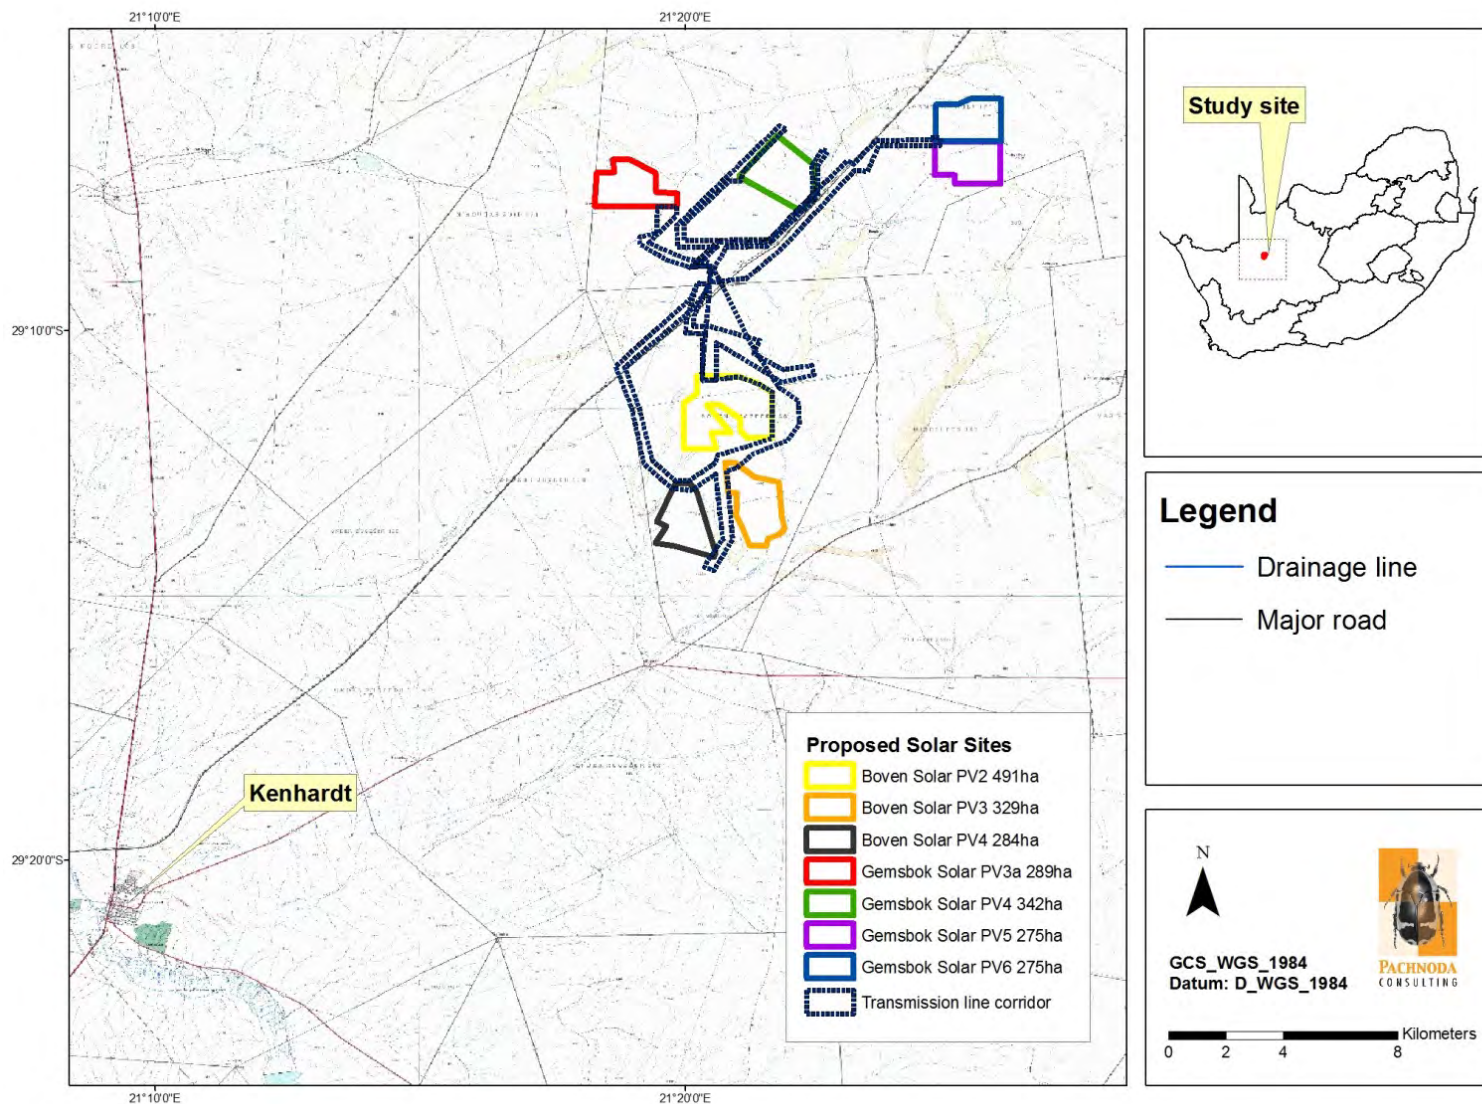 21°10'0"E
21°20'0"E
Study site
29°10'0"S
Legend
Drainage line
Major road
Proposed Solar Sites
Boven Solar PV2 491ha
Boven Solar PV3 329ha
Boven Solar PV4 284ha
Gemsbok Solar PV3a 289ha
Gemsbok Solar PV4 342ha
Gemsbok Solar PV5 275ha
Gemsbok Solar PV6 275ha
Transmission line corridor
Kenhardt
29°20'0"S
N
GCS_WGS_1984
Datum: D_WGS_1984
PACHNODA
CONSULTING
Kilometers
0 2 4 8
21°10'0"E
21°20'0"E